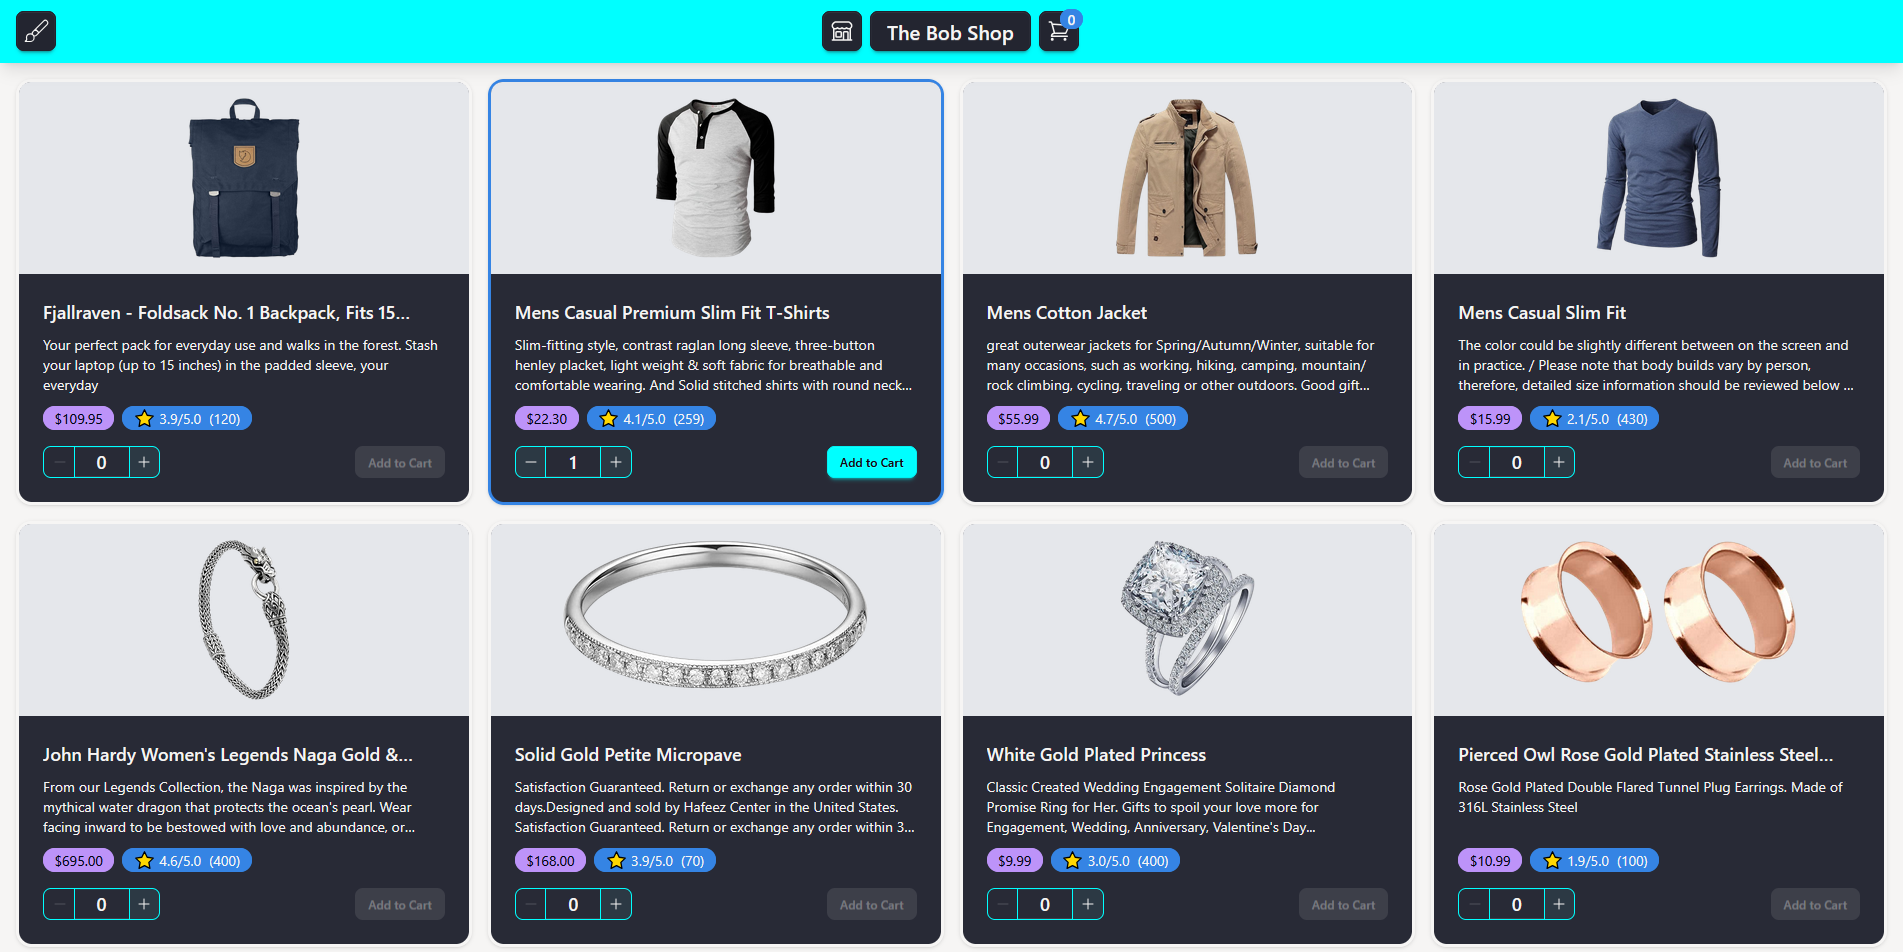 The Bob Shop
0
Fjallraven - Foldsack No. 1 Backpack, Fits 15...
Your perfect pack for everyday use and walks in the forest. Stash
your laptop (up to 15 inches) in the padded sleeve, your
everyday
$109.95
3.9/5.0 (120)
0
Add to Cart
Mens Casual Premium Slim Fit T-Shirts
Slim-fitting style, contrast raglan long sleeve, three-button
henley placket, light weight & soft fabric for breathable and
comfortable wearing. And Solid stitched shirts with round neck...
$22.30
4.1/5.0 (259)
1
Add to Cart
Mens Cotton Jacket
great outerwear jackets for Spring/Autumn/Winter, suitable for
many occasions, such as working, hiking, camping, mountain/
rock climbing, cycling, traveling or other outdoors. Good gift...
$55.99
4.7/5.0 (500)
0
Add to Cart
Mens Casual Slim Fit
The color could be slightly different between on the screen and
in practice. / Please note that body builds vary by person,
therefore, detailed size information should be reviewed below ...
$15.99
2.1/5.0 (430)
0
Add to Cart
John Hardy Women's Legends Naga Gold &...
From our Legends Collection, the Naga was inspired by the
mythical water dragon that protects the ocean's pearl. Wear
facing inward to be bestowed with love and abundance, or...
$695.00
4.6/5.0 (400)
0
Add to Cart
Solid Gold Petite Micropave
Satisfaction Guaranteed. Return or exchange any order within 30
days.Designed and sold by Hafeez Center in the United States.
Satisfaction Guaranteed. Return or exchange any order within 3...
$168.00
3.9/5.0 (70)
0
Add to Cart
White Gold Plated Princess
Classic Created Wedding Engagement Solitaire Diamond
Promise Ring for Her. Gifts to spoil your love more for
Engagement, Wedding, Anniversary, Valentine's Day...
$9.99
3.0/5.0 (400)
0
Add to Cart
Pierced Owl Rose Gold Plated Stainless Steel...
Rose Gold Plated Double Flared Tunnel Plug Earrings. Made of
316L Stainless Steel
$10.99
1.9/5.0 (100)
0
Add to Cart